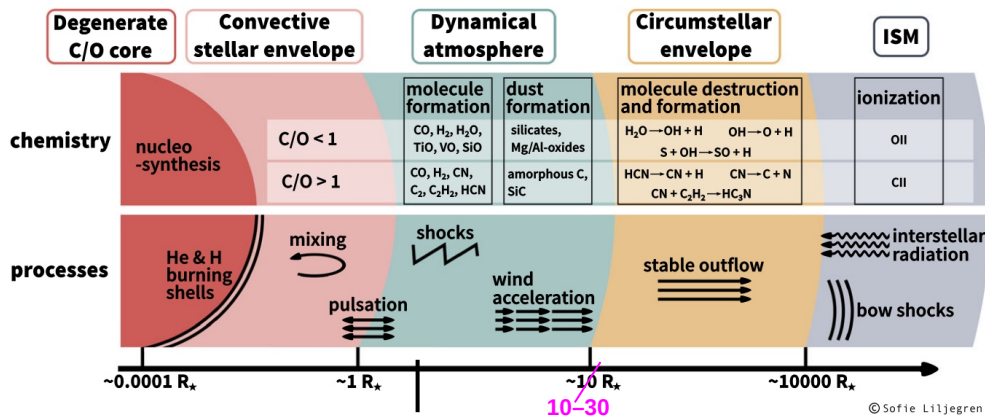 Degenerate
C/O core
Convective
stellar envelope
Dynamical
atmosphere
Circumstellar
envelope
ISM
chemistry
nucleo
-synthesis
C/O < 1
C/O > 1
molecule
formation
CO, H₂, H₂O,
TiO, VO, SiO
CO, H₂, CN,
C₂, C₂H₂, HCN
dust
formation
silicates,
Mg/Al-oxides
amorphous C,
SiC
molecule destruction
and formation
H₂O→OH + H OH→O + H
S + OH→SO + H
HCN→CN + H CN→C + N
CN + C₂H₂→HC₃N
ionization
OII
CII
processes
He & H
burning
shells
mixing
pulsation
shocks
wind
acceleration
stable outflow
interstellar
radiation
bow shocks
~0.0001 R★
~1 R★
~10 R★
~10000 R★
10–30
© Sofie Liljegren